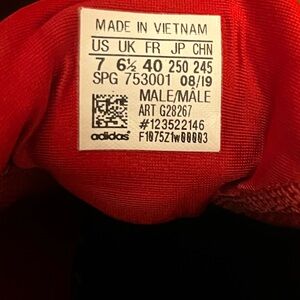 MADE IN VIETNAM
US UK FR JP CHN
7 6½ 40 250 245
SPG 753001 08/19
MALE/MÂLE
ART G28267
#123522146
F1075Z1w00003
adidas